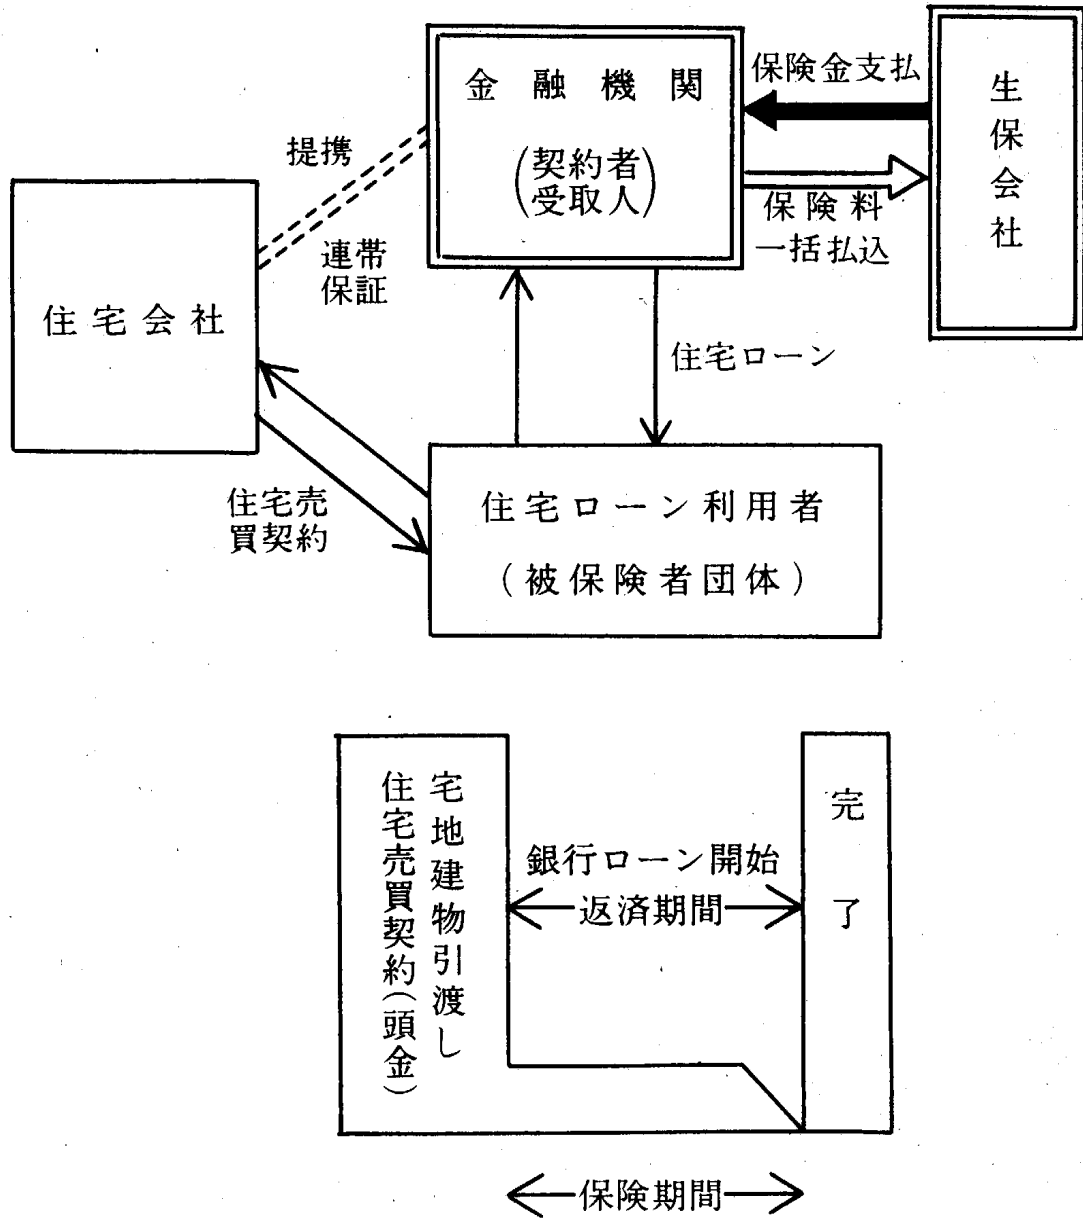 金融機関
(契約者
受取人)
保険金支払
保険料
一括払込
生保会社
提携
連帯
保証
住宅会社
住宅ローン
住宅売
買契約
住宅ローン利用者
(被保険者団体)
宅地建物引渡し
住宅売買契約(頭金)
銀行ローン開始
返済期間
完了
保険期間